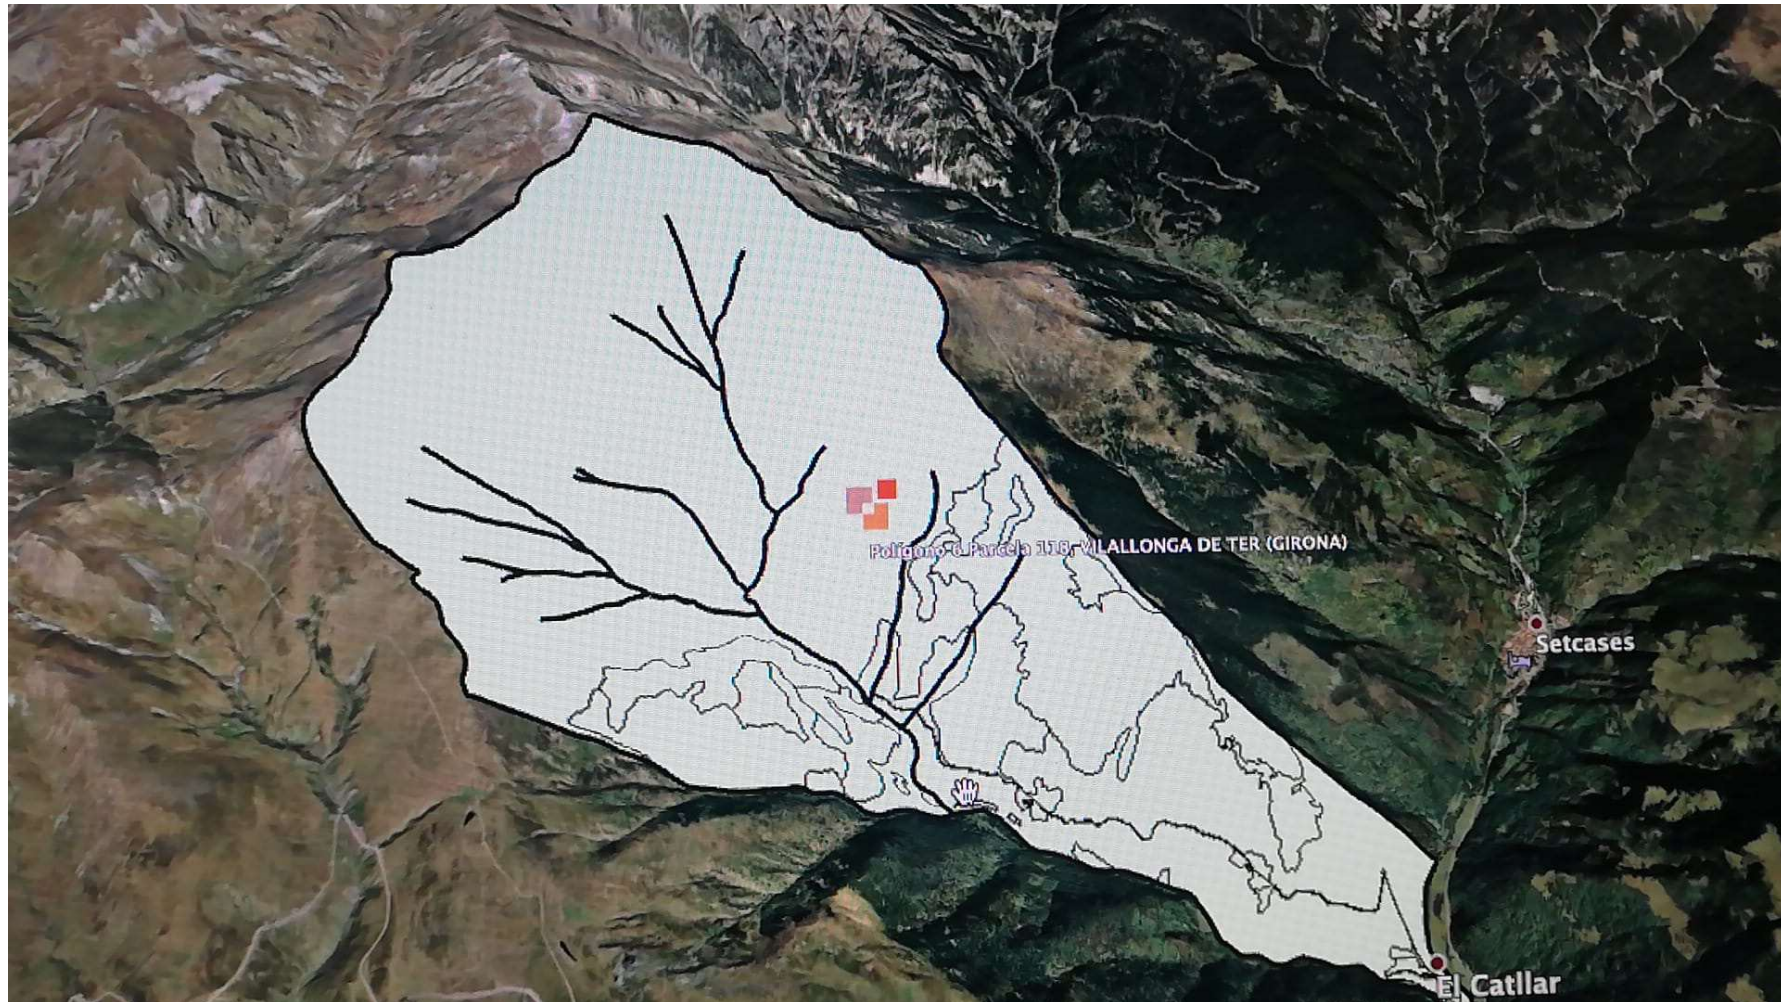 Polígono 6 Parcela 118, VILALLONGA DE TER (GIRONA)
Setcases
El Catllar